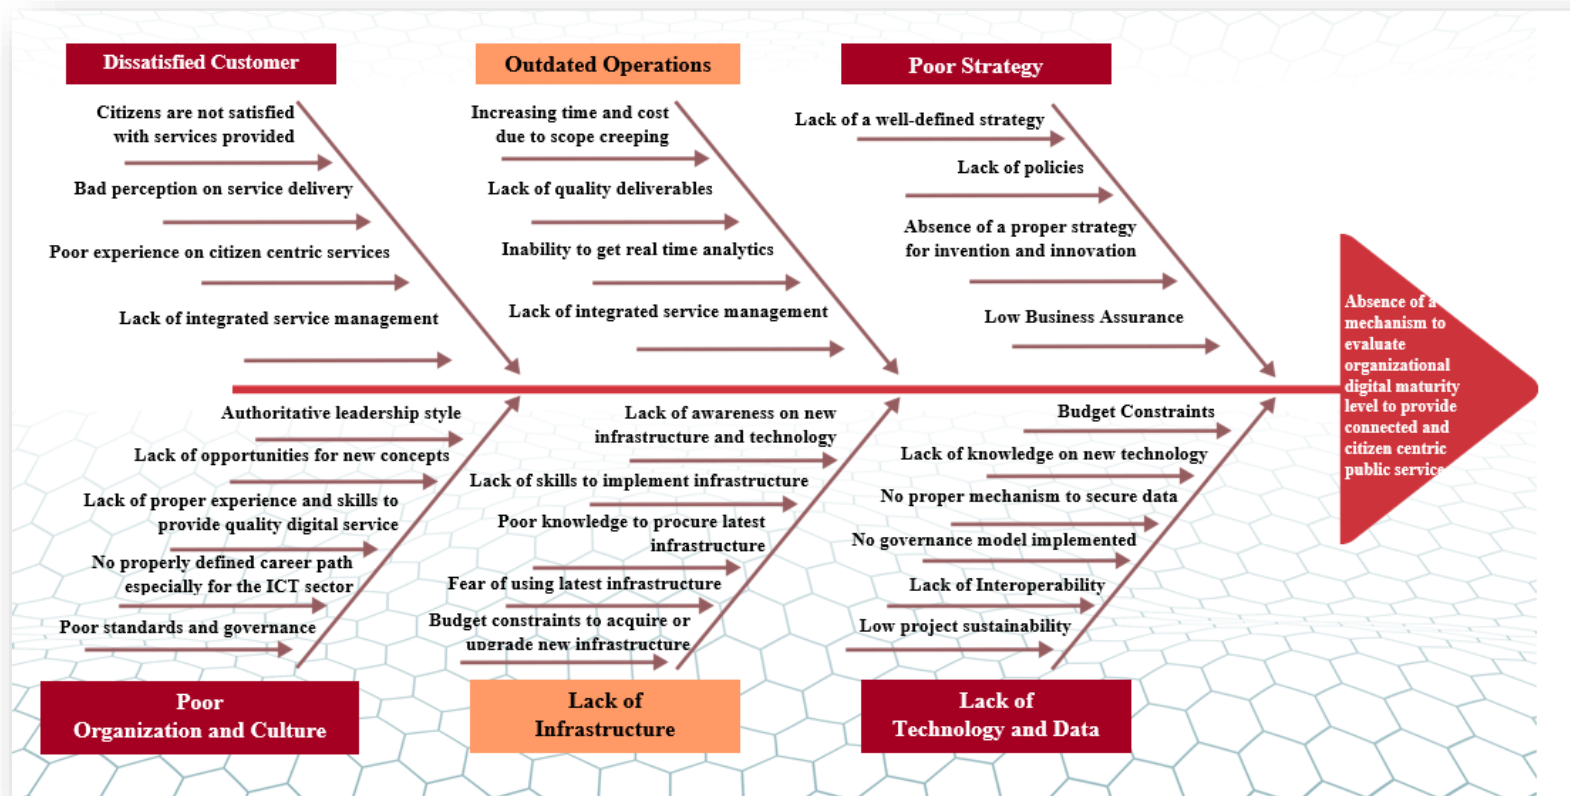 Dissatisfied Customer
Citizens are not satisfied
with services provided
Bad perception on service delivery
Poor experience on citizen centric services
Lack of integrated service management
Outdated Operations
Increasing time and cost
due to scope creeping
Lack of quality deliverables
Inability to get real time analytics
Lack of integrated service management
Poor Strategy
Lack of a well-defined strategy
Lack of policies
Absence of a proper strategy
for invention and innovation
Low Business Assurance
Absence of a
mechanism to
evaluate
organizational
digital maturity
level to provide
connected and
citizen centric
public service
Authoritative leadership style
Lack of opportunities for new concepts
Lack of proper experience and skills to
provide quality digital service
No properly defined career path
especially for the ICT sector
Poor standards and governance
Poor
Organization and Culture
Lack of awareness on new
infrastructure and technology
Lack of skills to implement infrastructure
Poor knowledge to procure latest
infrastructure
Fear of using latest infrastructure
Budget constraints to acquire or
upgrade new infrastructure
Lack of
Infrastructure
Budget Constraints
Lack of knowledge on new technology
No proper mechanism to secure data
No governance model implemented
Lack of Interoperability
Low project sustainability
Lack of
Technology and Data